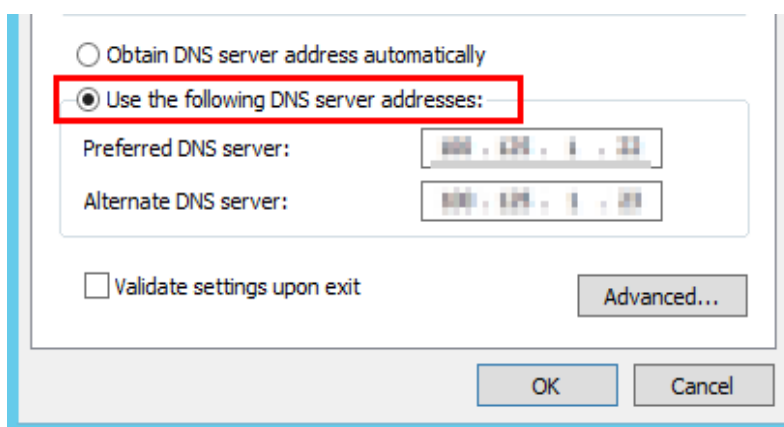 Obtain DNS server address automatically
Use the following DNS server addresses:
Preferred DNS server:
Alternate DNS server:
Validate settings upon exit
Advanced...
OK Cancel